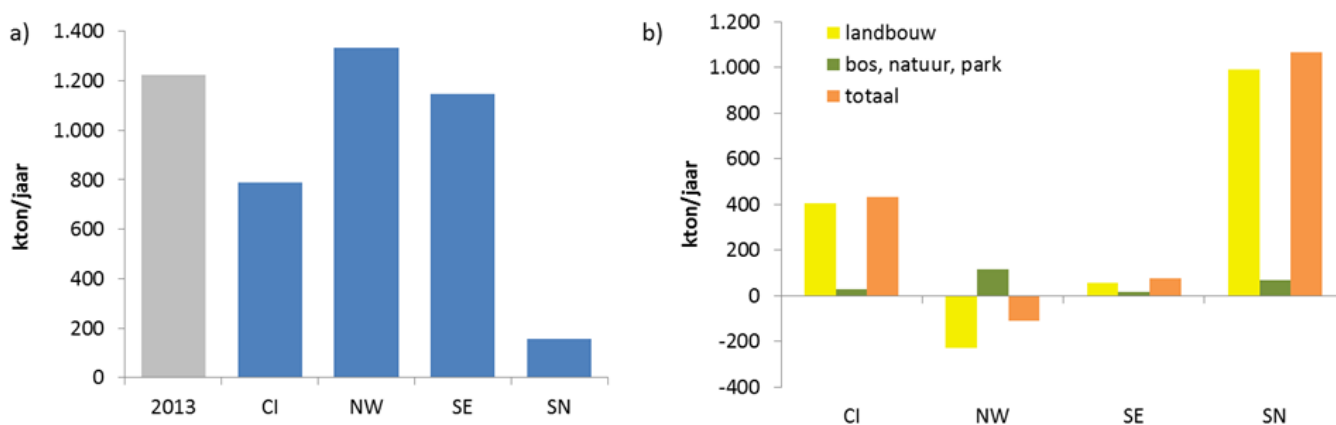 a)
kton/jaar
1.400
1.200
1.000
800
600
400
200
0
2013 CI NW SE SN
b)
kton/jaar
landbouw
bos, natuur, park
totaal
1.200
1.000
800
600
400
200
0
-200
-400
CI NW SE SN